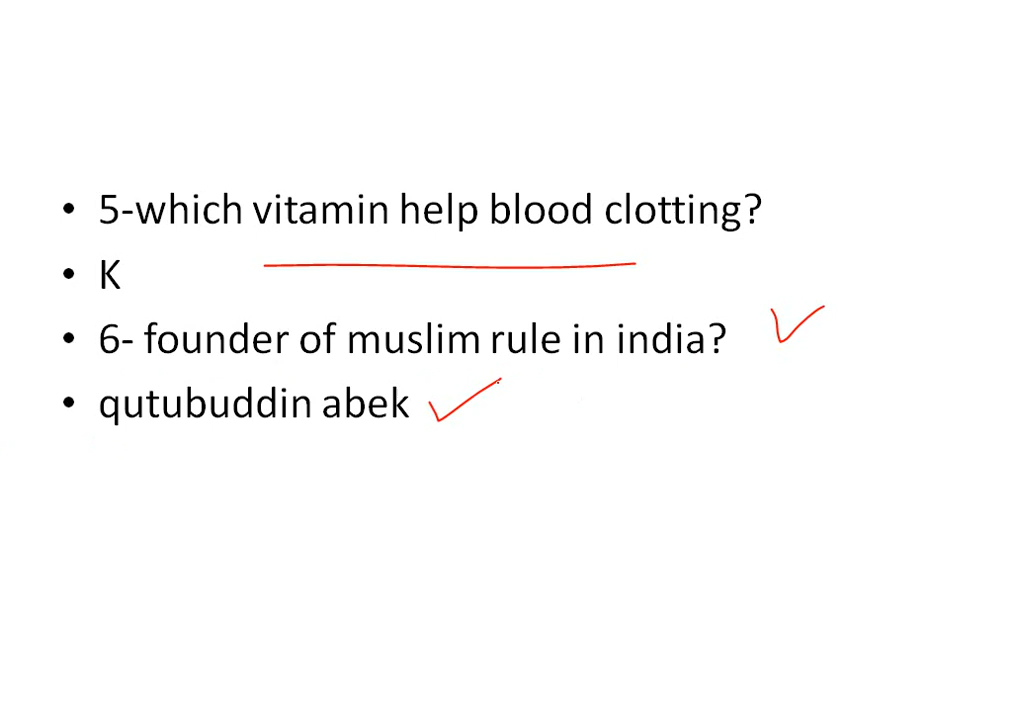 • 5-which vitamin help blood clotting?
• K
• 6- founder of muslim rule in india?
• qutubuddin abek